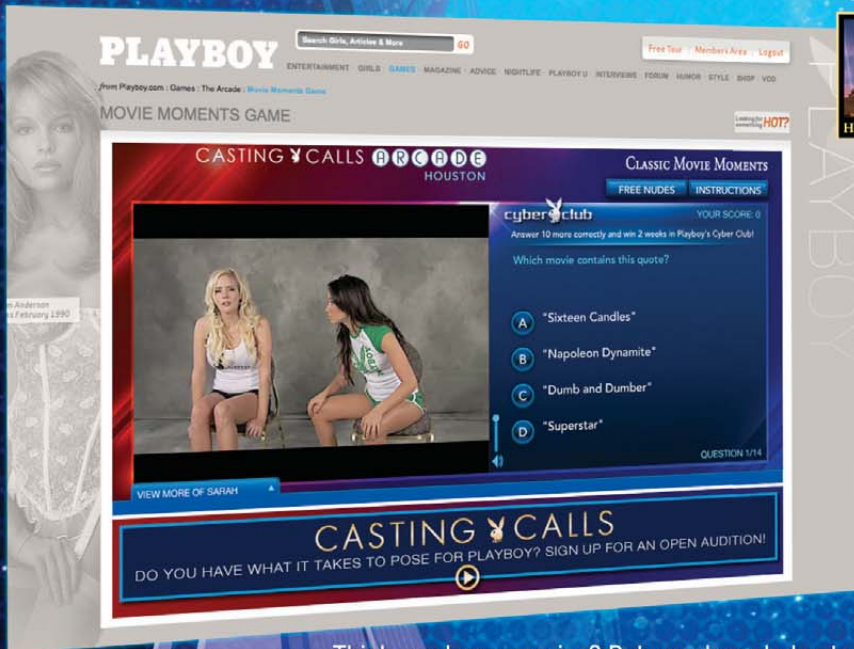 PLAYBOY
Search Girls, Articles & More GO
Free Tour Members Area Logout
ENTERTAINMENT GIRLS GAMES MAGAZINE ADVICE NIGHTLIFE PLAYBOY U INTERVIEWS FORUM HUMOR STYLE SHOP VOD
from Playboy.com : Games : The Arcade : Movie Moments Game
MOVIE MOMENTS GAME
Looking for something HOT?
CASTING CALLS ARCADE
HOUSTON
CLASSIC MOVIE MOMENTS
FREE NUDES INSTRUCTIONS
cyber club
YOUR SCORE: 0
Answer 10 more correctly and win 2 weeks in Playboy's Cyber Club!
Which movie contains this quote?
A "Sixteen Candles"
B "Napoleon Dynamite"
C "Dumb and Dumber"
D "Superstar"
QUESTION 1/14
VIEW MORE OF SARAH
CASTING CALLS
DO YOU HAVE WHAT IT TAKES TO POSE FOR PLAYBOY? SIGN UP FOR AN OPEN AUDITION!
Anderson
February 1990
PLAYBOY